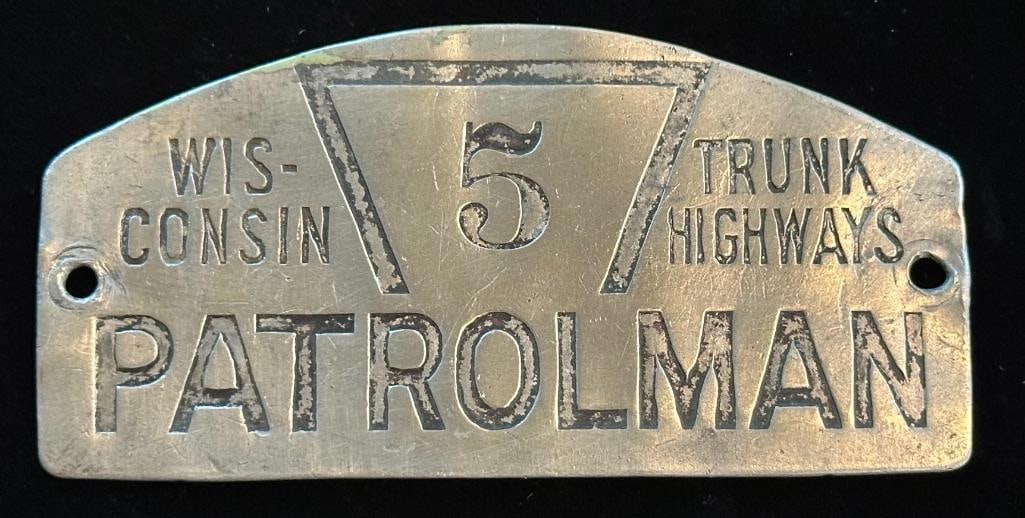 WIS-
CONSIN
5
TRUNK
HIGHWAYS
PATROLMAN